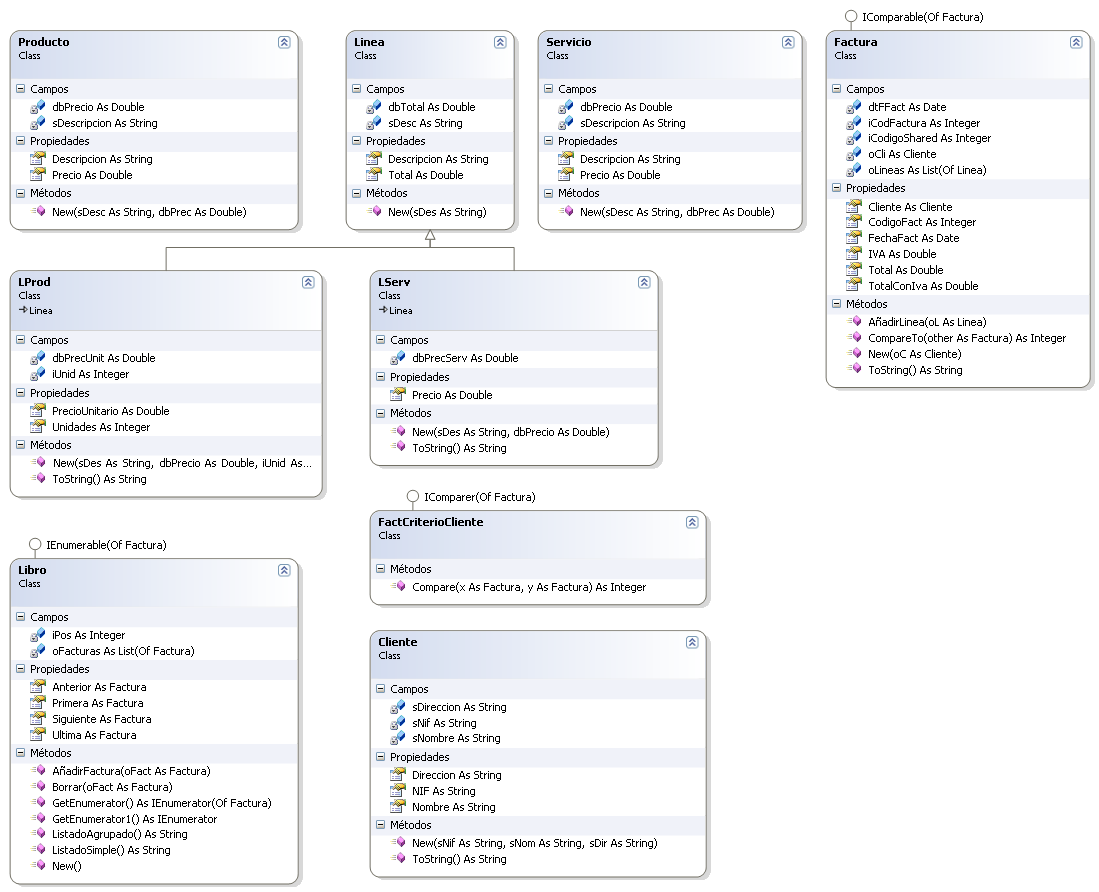 Producto
Class
Campos
dbPrecio As Double
sDescripcion As String
Propiedades
Descripcion As String
Precio As Double
Métodos
New(sDesc As String, dbPrec As Double)
Linea
Class
Campos
dbTotal As Double
sDesc As String
Propiedades
Descripcion As String
Total As Double
Métodos
New(sDes As String)
Servicio
Class
Campos
dbPrecio As Double
sDescripcion As String
Propiedades
Descripcion As String
Precio As Double
Métodos
New(sDesc As String, dbPrec As Double)
IComparable(Of Factura)
Factura
Class
Campos
dtFFact As Date
iCodFactura As Integer
iCodigoShared As Integer
oCli As Cliente
oLineas As List(Of Linea)
Propiedades
Cliente As Cliente
CodigoFact As Integer
FechaFact As Date
IVA As Double
Total As Double
TotalConIva As Double
Métodos
AñadirLinea(oL As Linea)
CompareTo(other As Factura) As Integer
New(oC As Cliente)
ToString() As String
LProd
Class
Linea
Campos
dbPrecUnit As Double
iUnid As Integer
Propiedades
PrecioUnitario As Double
Unidades As Integer
Métodos
New(sDes As String, dbPrecio As Double, iUnid As...
ToString() As String
LServ
Class
Linea
Campos
dbPrecServ As Double
Propiedades
Precio As Double
Métodos
New(sDes As String, dbPrecio As Double)
ToString() As String
IComparer(Of Factura)
FactCriterioCliente
Class
Métodos
Compare(x As Factura, y As Factura) As Integer
IEnumerable(Of Factura)
Libro
Class
Campos
iPos As Integer
oFacturas As List(Of Factura)
Propiedades
Anterior As Factura
Primera As Factura
Siguiente As Factura
Ultima As Factura
Métodos
AñadirFactura(oFact As Factura)
Borrar(oFact As Factura)
GetEnumerator() As IEnumerator(Of Factura)
GetEnumerator1() As IEnumerator
ListadoAgrupado() As String
ListadoSimple() As String
New()
Cliente
Class
Campos
sDireccion As String
sNif As String
sNombre As String
Propiedades
Direccion As String
NIF As String
Nombre As String
Métodos
New(sNif As String, sNom As String, sDir As String)
ToString() As String